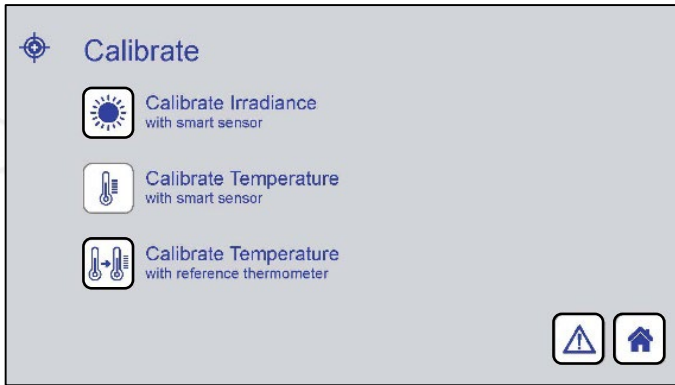 Calibrate
Calibrate Irradiance
with smart sensor
Calibrate Temperature
with smart sensor
Calibrate Temperature
with reference thermometer